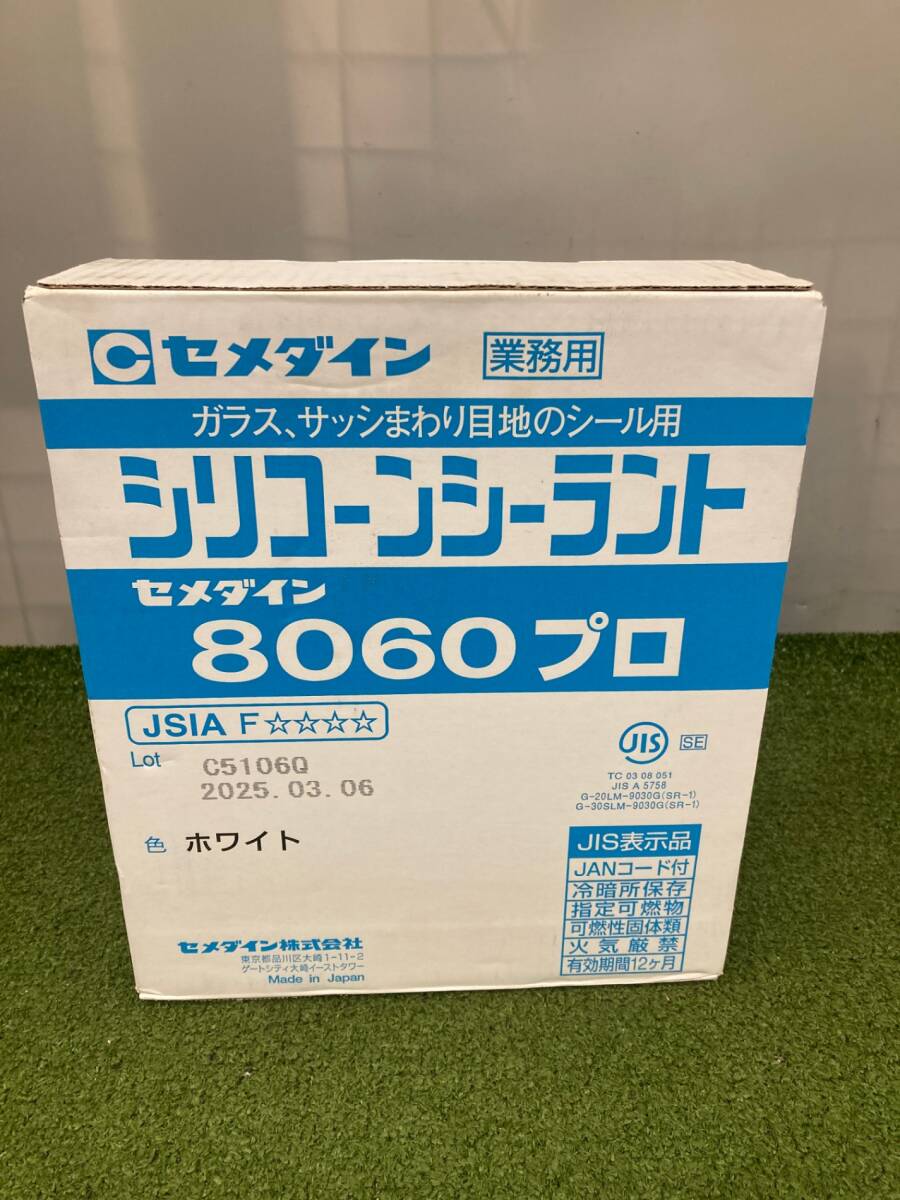 C セメダイン 業務用
ガラス、サッシまわり目地のシール用
シリコーンシーラント
セメダイン
8060プロ
JSIA F☆☆☆☆
Lot C5106Q
2025.03.06
色 ホワイト
JIS SE
TC 03 08 051
JIS A 5758
G-20LM-9030G(SR-1)
G-30SLM-9030G(SR-1)
JIS表示品
JANコード付
冷暗所保存
指定可燃物
可燃性固体類
火気厳禁
有効期間12ヶ月
セメダイン株式会社
東京都品川区大崎1-11-2
ゲートシティ大崎イーストタワー
Made in Japan